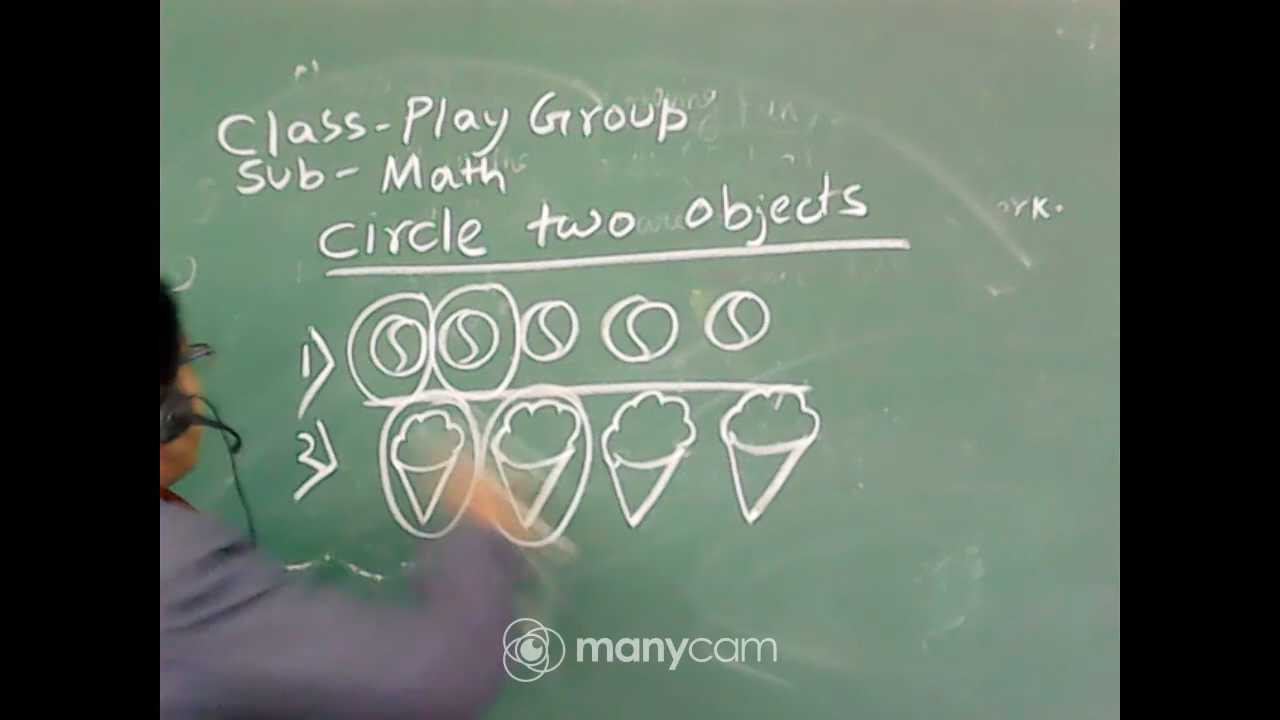 Class-Play Group
Sub- Math
Circle two objects
1)
2)
manycam